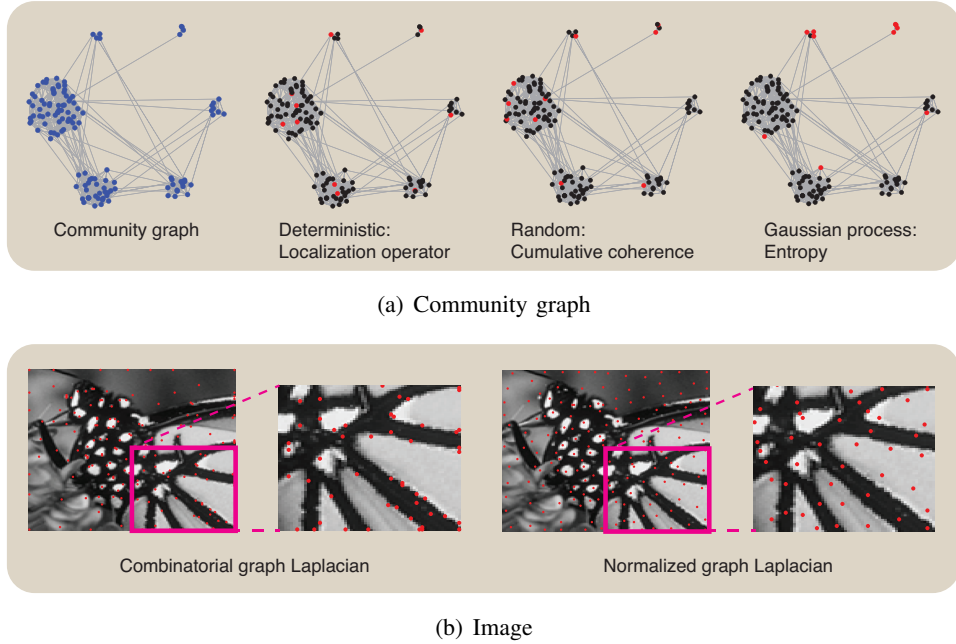 Community graph
Deterministic:
Localization operator
Random:
Cumulative coherence
Gaussian process:
Entropy
(a) Community graph
Combinatorial graph Laplacian
Normalized graph Laplacian
(b) Image